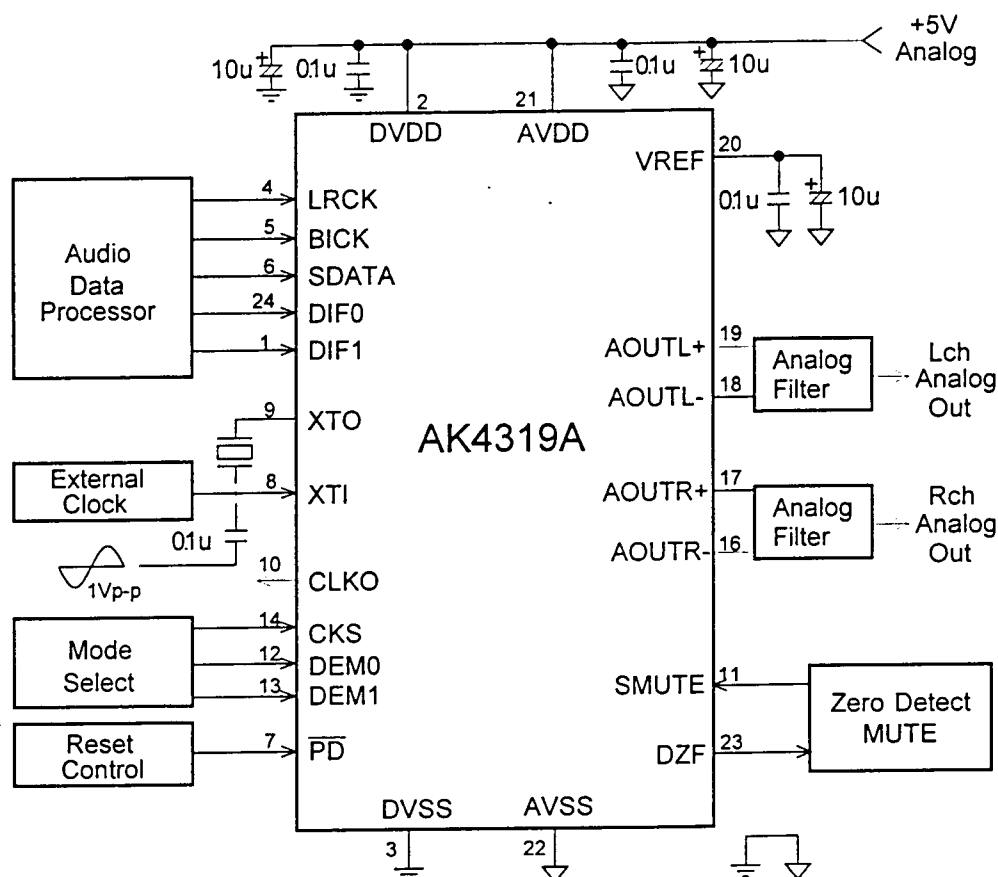 +5V
Analog
10u
0.1u
0.1u
10u
2
21
DVDD
AVDD
20
VREF
0.1u
10u
Audio
Data
Processor
4
LRCK
5
BICK
6
SDATA
24
DIF0
1
DIF1
19
AOUTL+
18
AOUTL-
Analog
Filter
Lch
Analog
Out
9
XTO
AK4319A
External
Clock
8
XTI
17
AOUTR+
16
AOUTR-
Analog
Filter
Rch
Analog
Out
0.1u
1Vp-p
10
CLKO
Mode
Select
14
CKS
12
DEM0
13
DEM1
11
SMUTE
23
DZF
Zero Detect
MUTE
Reset
Control
7
PD
DVSS
AVSS
3
22